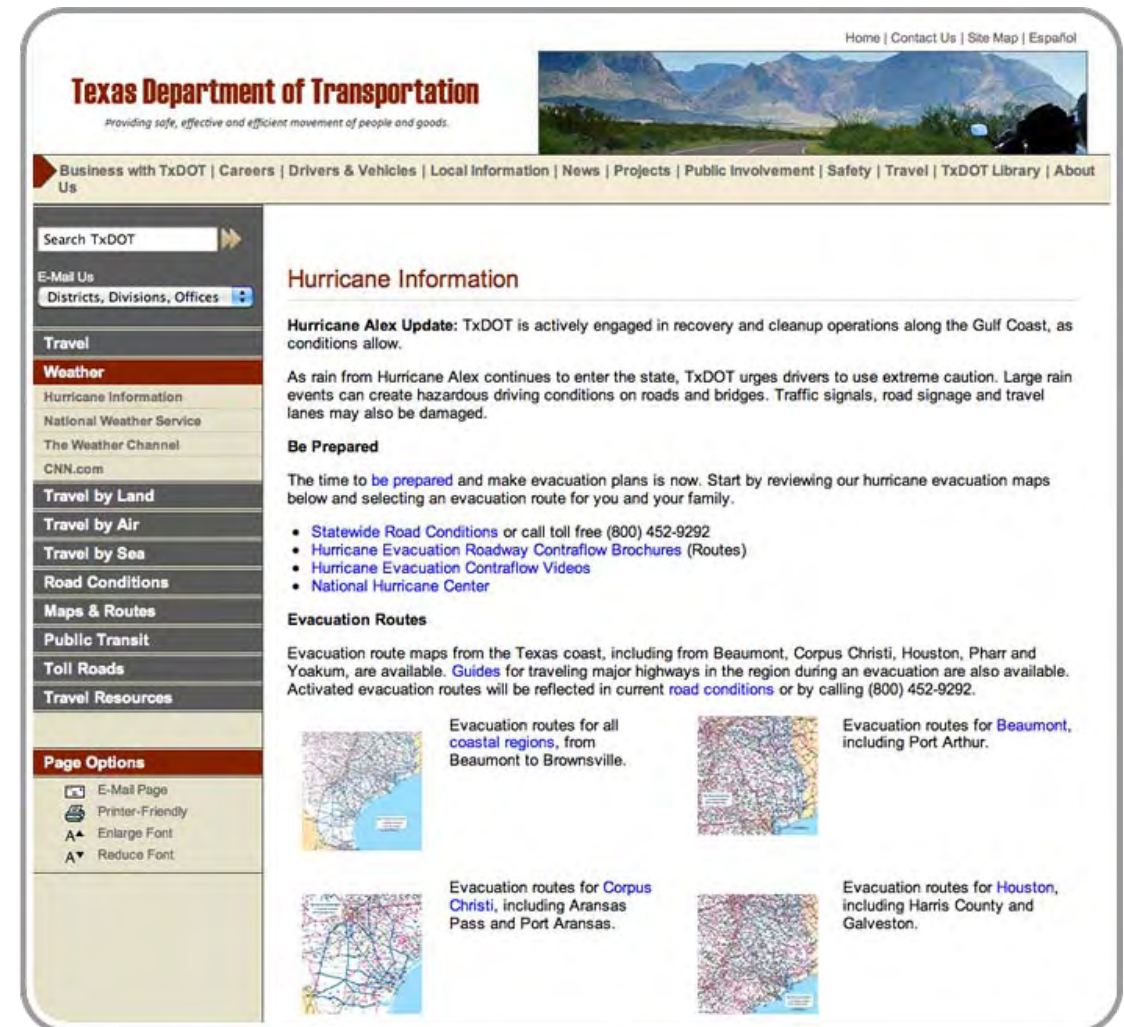 Home | Contact Us | Site Map | Español
Texas Department of Transportation
Providing safe, effective and efficient movement of people and goods.
Business with TxDOT | Careers | Drivers & Vehicles | Local Information | News | Projects | Public Involvement | Safety | Travel | TxDOT Library | About
Us
Search TxDOT
E-Mail Us
Districts, Divisions, Offices
Travel
Weather
Hurricane Information
National Weather Service
The Weather Channel
CNN.com
Travel by Land
Travel by Air
Travel by Sea
Road Conditions
Maps & Routes
Public Transit
Toll Roads
Travel Resources
Page Options
E-Mail Page
Printer-Friendly
A Enlarge Font
A Reduce Font
Hurricane Information
Hurricane Alex Update: TxDOT is actively engaged in recovery and cleanup operations along the Gulf Coast, as
conditions allow.
As rain from Hurricane Alex continues to enter the state, TxDOT urges drivers to use extreme caution. Large rain
events can create hazardous driving conditions on roads and bridges. Traffic signals, road signage and travel
lanes may also be damaged.
Be Prepared
The time to be prepared and make evacuation plans is now. Start by reviewing our hurricane evacuation maps
below and selecting an evacuation route for you and your family.
• Statewide Road Conditions or call toll free (800) 452-9292
• Hurricane Evacuation Roadway Contraflow Brochures (Routes)
• Hurricane Evacuation Contraflow Videos
• National Hurricane Center
Evacuation Routes
Evacuation route maps from the Texas coast, including from Beaumont, Corpus Christi, Houston, Pharr and
Yoakum, are available. Guides for traveling major highways in the region during an evacuation are also available.
Activated evacuation routes will be reflected in current road conditions or by calling (800) 452-9292.
Evacuation routes for all
coastal regions, from
Beaumont to Brownsville.
Evacuation routes for Beaumont,
including Port Arthur.
Evacuation routes for Corpus
Christi, including Aransas
Pass and Port Aransas.
Evacuation routes for Houston,
including Harris County and
Galveston.